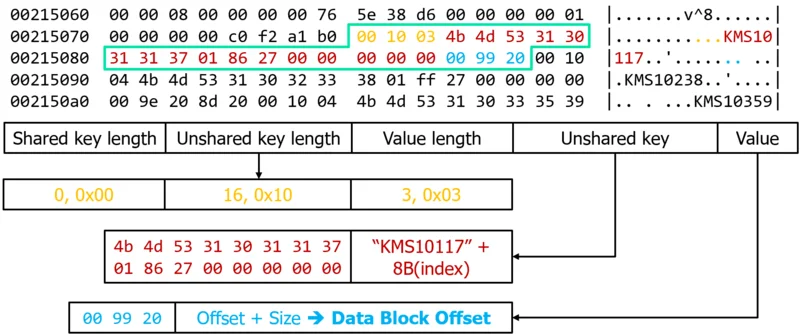 00215060 00 00 08 00 00 00 00 76 5e 38 d6 00 00 00 00 01 |.......v^8......|
00215070 00 00 00 00 c0 f2 a1 b0 00 10 03 4b 4d 53 31 30 |...........KMS10|
00215080 31 31 37 01 86 27 00 00 00 00 00 00 99 20 00 10 |117..'....... ..|
00215090 04 4b 4d 53 31 30 32 33 38 01 ff 27 00 00 00 00 |.KMS10238..'....|
002150a0 00 9e 20 8d 20 00 10 04 4b 4d 53 31 30 33 35 39 |.. . ...KMS10359|
Shared key length Unshared key length Value length Unshared key Value
0, 0x00 16, 0x10 3, 0x03
4b 4d 53 31 30 31 31 37 “KMS10117” +
01 86 27 00 00 00 00 00 8B(index)
00 99 20 Offset + Size ➔ Data Block Offset